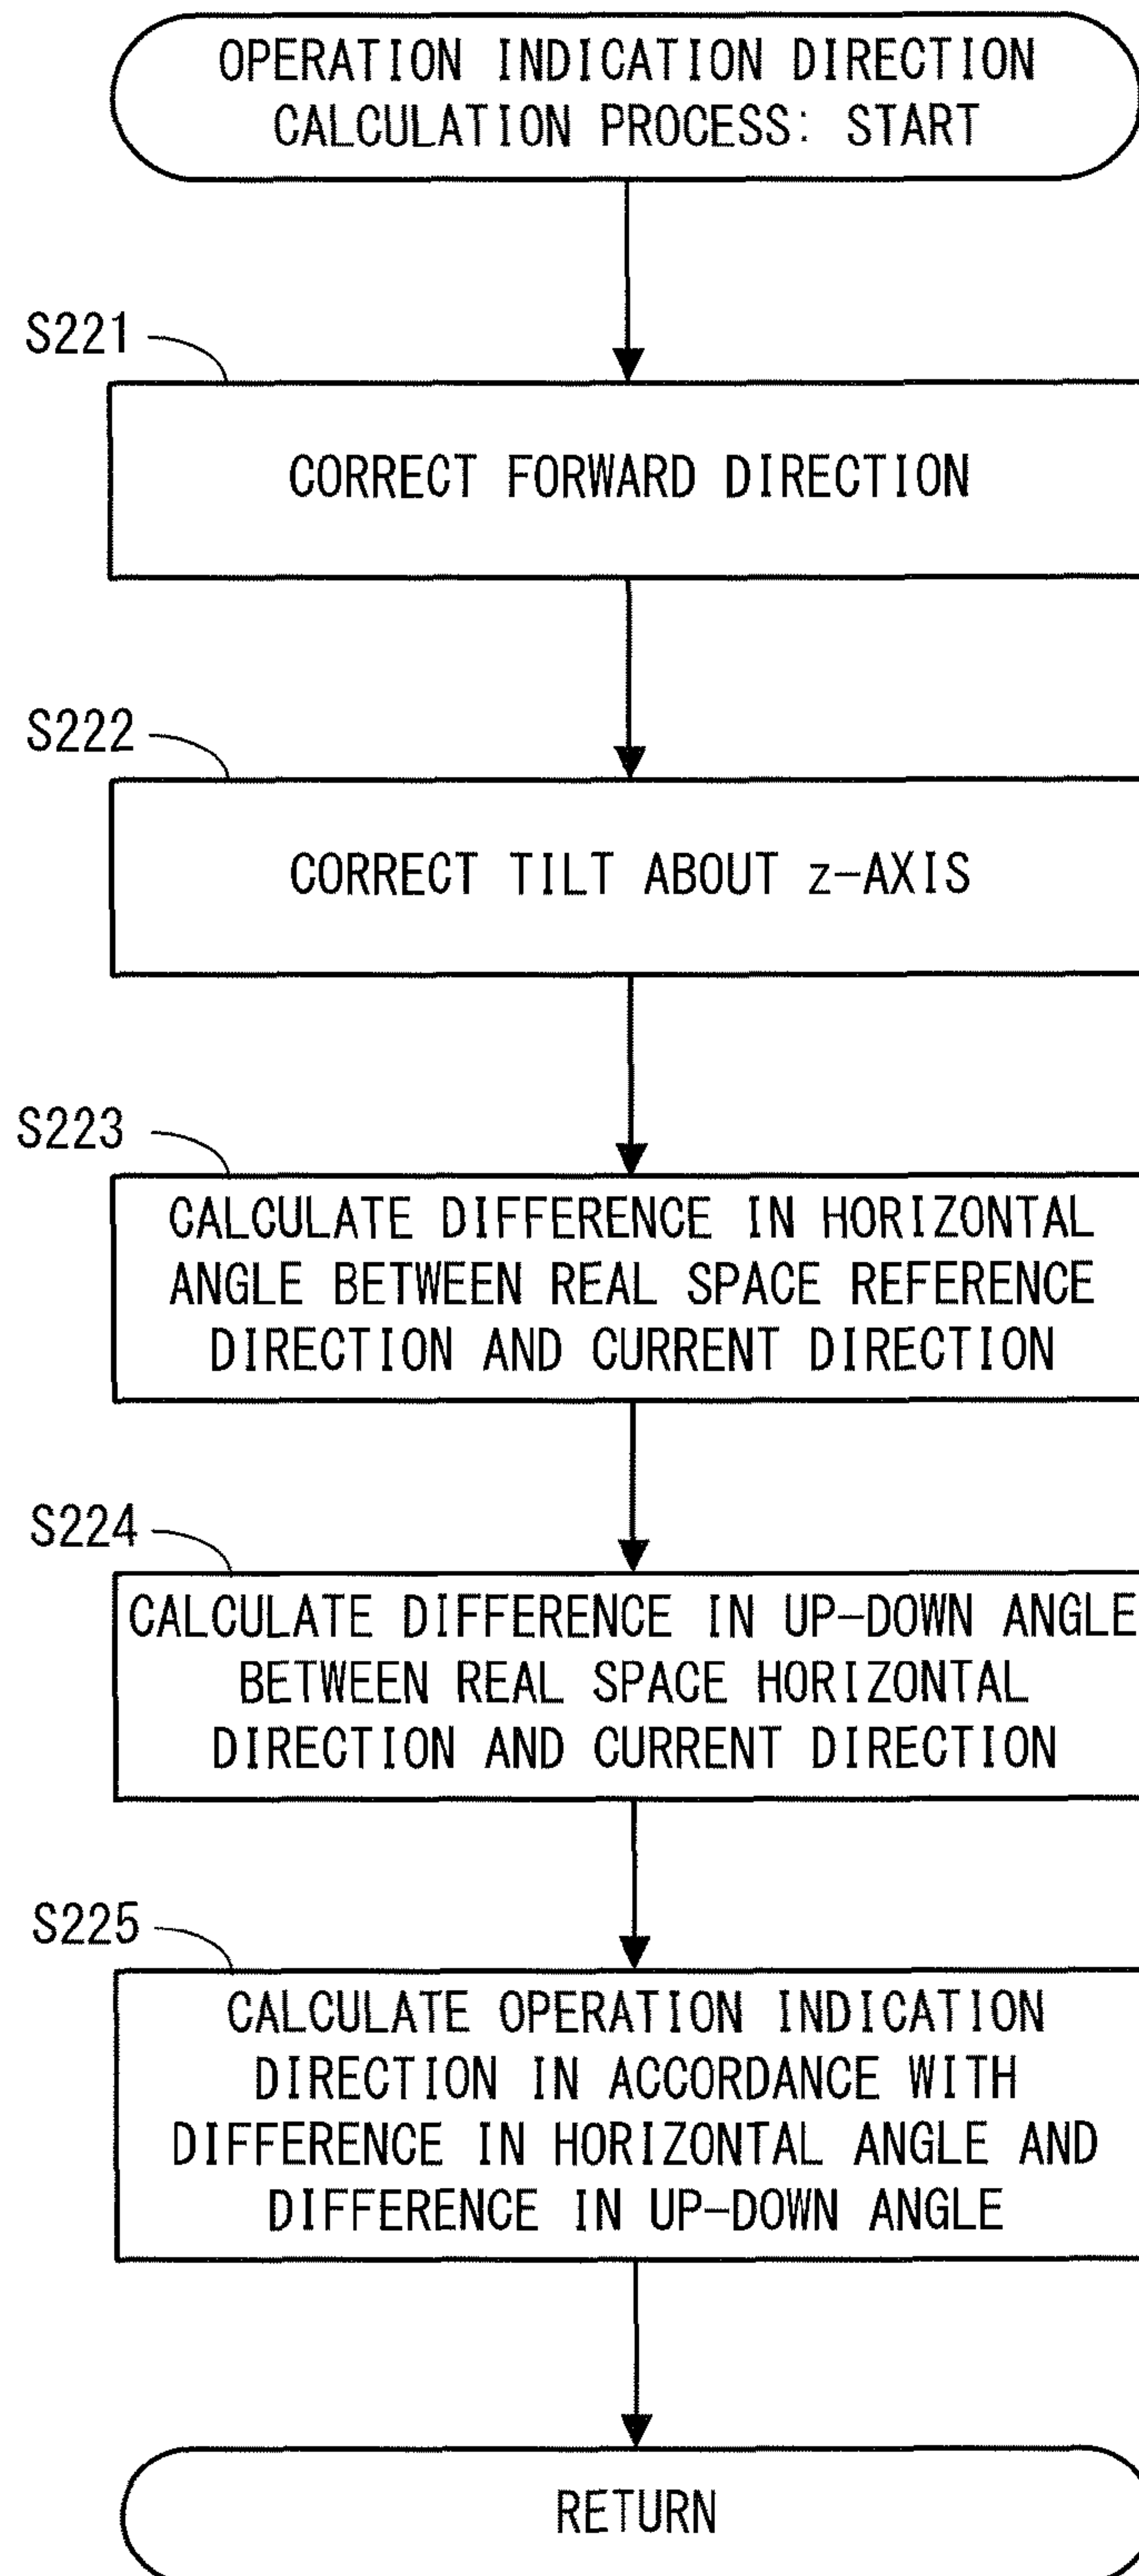 OPERATION INDICATION DIRECTION
CALCULATION PROCESS: START
S221
CORRECT FORWARD DIRECTION
S222
CORRECT TILT ABOUT z-AXIS
S223
CALCULATE DIFFERENCE IN HORIZONTAL
ANGLE BETWEEN REAL SPACE REFERENCE
DIRECTION AND CURRENT DIRECTION
S224
CALCULATE DIFFERENCE IN UP-DOWN ANGLE
BETWEEN REAL SPACE HORIZONTAL
DIRECTION AND CURRENT DIRECTION
S225
CALCULATE OPERATION INDICATION
DIRECTION IN ACCORDANCE WITH
DIFFERENCE IN HORIZONTAL ANGLE AND
DIFFERENCE IN UP-DOWN ANGLE
RETURN